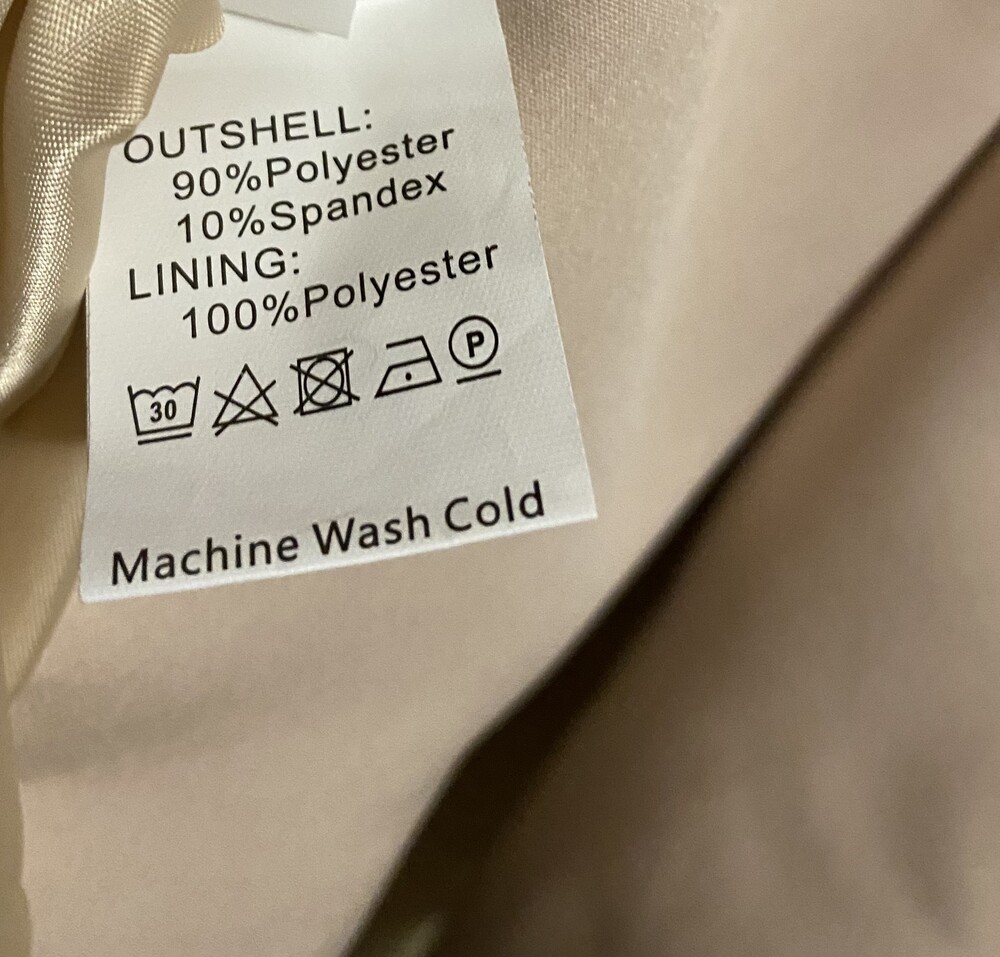 OUTSHELL:
90%Polyester
10%Spandex
LINING:
100%Polyester
30 P
Machine Wash Cold